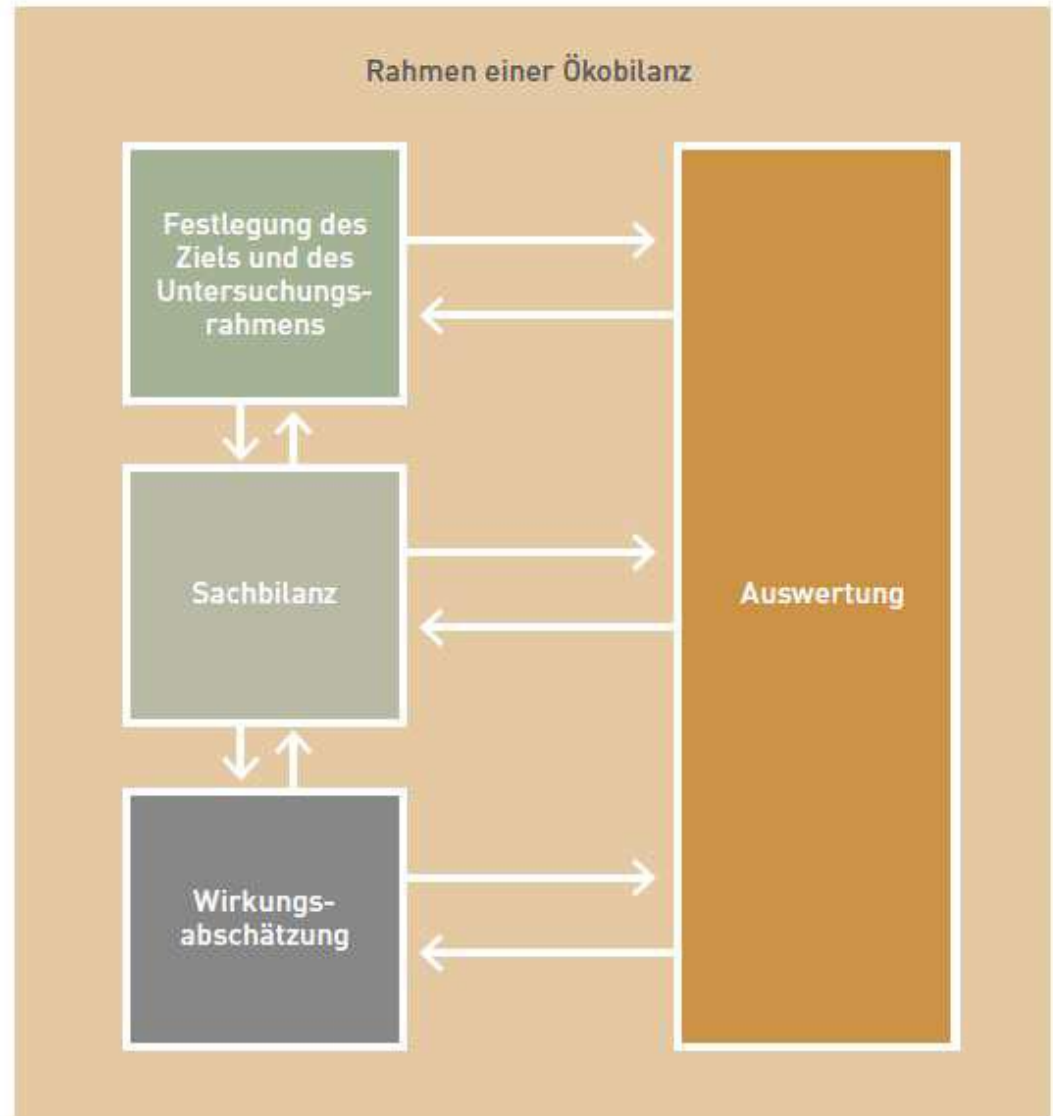 Rahmen einer Ökobilanz
Festlegung des
Ziels und des
Untersuchungs-
rahmens
Sachbilanz
Auswertung
Wirkungs-
abschätzung